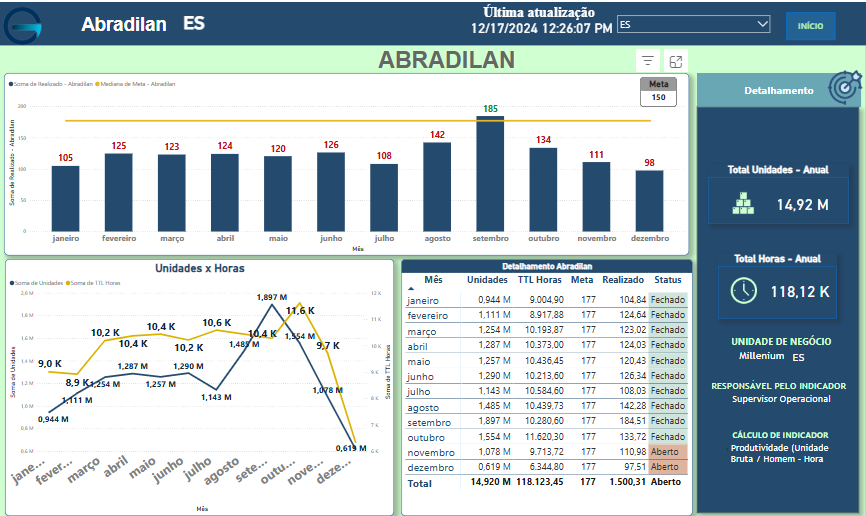 Abradilan ES
Última atualização
12/17/2024 12:26:07 PM
ES
INÍCIO
ABRADILAN
Soma de Realizado - Abradilan Mediana de Meta - Abradilan
Meta
150
Soma de Realizado - Abradilan
200
150
100
50
0
105 125 123 124 120 126 108 142 185 134 111 98
janeiro fevereiro março abril maio junho julho agosto setembro outubro novembro dezembro
Mês
Detalhamento
Total Unidades - Anual
14,92 M
Total Horas - Anual
118,12 K
UNIDADE DE NEGÓCIO
Millenium ES
RESPONSÁVEL PELO INDICADOR
Supervisor Operacional
CÁLCULO DE INDICADOR
Produtividade (Unidade
Bruta / Homem - Hora
Unidades x Horas
Soma de Unidades Soma de TTL Horas
Soma de Unidades
2,0 M
1,8 M
1,6 M
1,4 M
1,2 M
1,0 M
0,8 M
0,6 M
Soma de TTL Horas
12 K
11 K
10 K
9 K
8 K
7 K
6 K
9,0 K 8,9 K 10,2 K 10,4 K 10,4 K 10,2 K 10,6 K 10,4 K 11,6 K 9,7 K
0,944 M 1,111 M 1,254 M 1,287 M 1,257 M 1,290 M 1,143 M 1,485 M 1,897 M 1,554 M 1,078 M 0,619 M
jane... fever... março abril maio junho julho agosto sete... outu... nove... deze...
Mês
Detalhamento Abradilan
Mês Unidades TTL Horas Meta Realizado Status
janeiro 0,944 M 9.004,90 177 104,84 Fechado
fevereiro 1,111 M 8.917,88 177 124,64 Fechado
março 1,254 M 10.193,87 177 123,02 Fechado
abril 1,287 M 10.373,00 177 124,03 Fechado
maio 1,257 M 10.436,45 177 120,43 Fechado
junho 1,290 M 10.213,60 177 126,34 Fechado
julho 1,143 M 10.584,60 177 108,03 Fechado
agosto 1,485 M 10.439,73 177 142,28 Fechado
setembro 1,897 M 10.280,60 177 184,51 Fechado
outubro 1,554 M 11.620,30 177 133,72 Fechado
novembro 1,078 M 9.713,72 177 110,98 Aberto
dezembro 0,619 M 6.344,80 177 97,51 Aberto
Total 14,920 M 118.123,45 177 1.500,31 Aberto